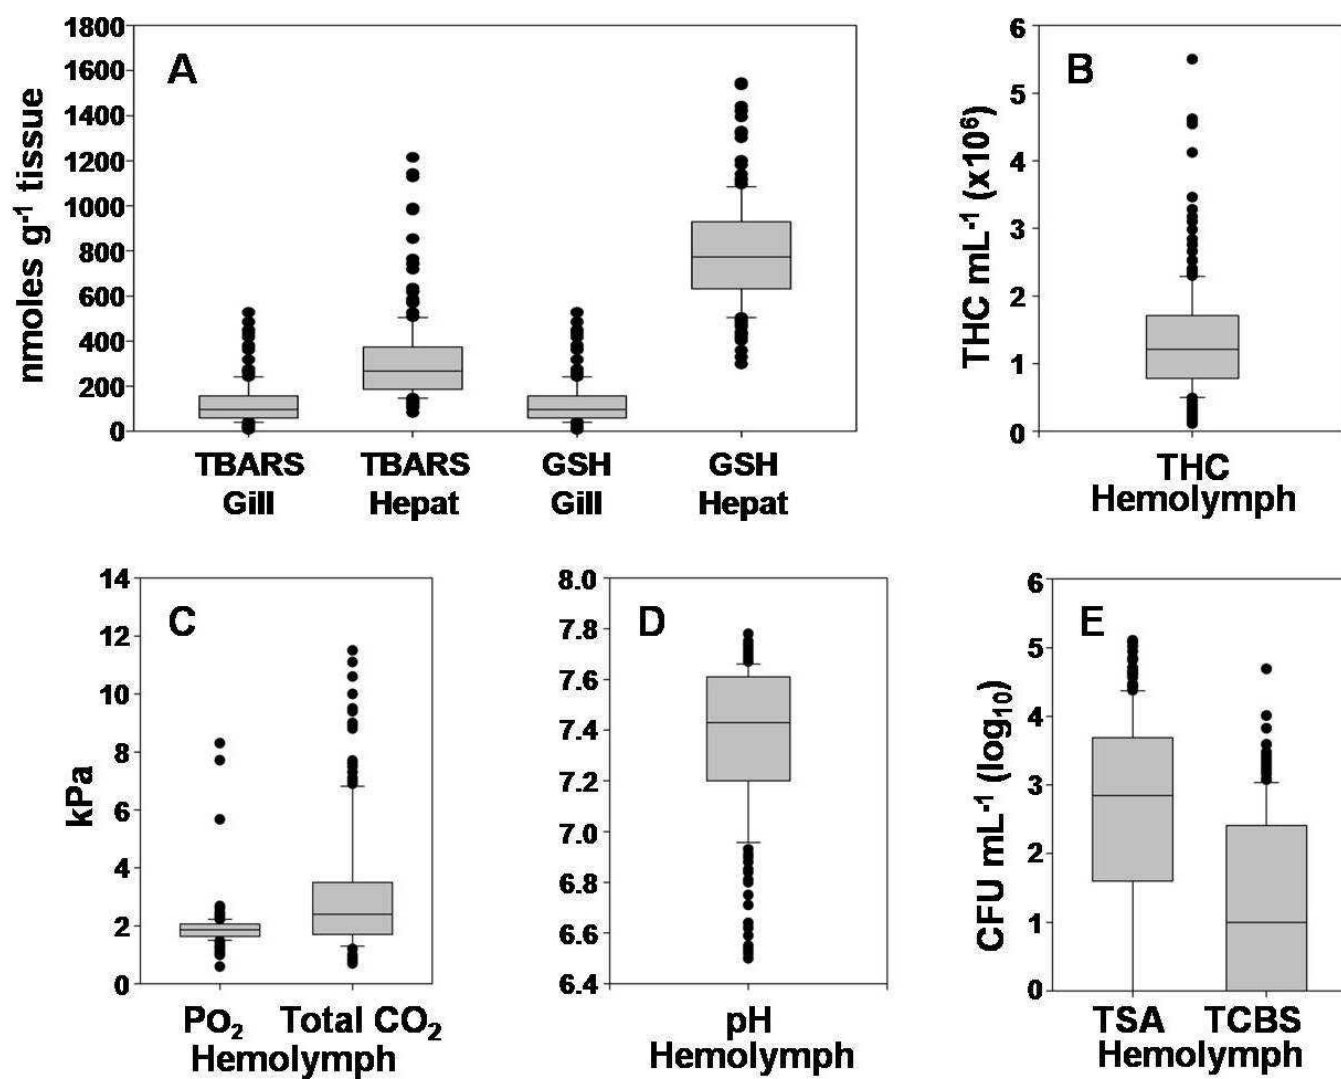 A
nmoles g⁻¹ tissue
1800
1600
1400
1200
1000
800
600
400
200
0
TBARS TBARS GSH GSH
Gill Hepat Gill Hepat
B
THC mL⁻¹ (x10⁶)
6
5
4
3
2
1
0
THC
Hemolymph
C
kPa
14
12
10
8
6
4
2
0
PO₂ Total CO₂
Hemolymph
D
8.0
7.8
7.6
7.4
7.2
7.0
6.8
6.6
6.4
pH
Hemolymph
E
CFU mL⁻¹ (log₁₀)
6
5
4
3
2
1
0
TSA TCBS
Hemolymph